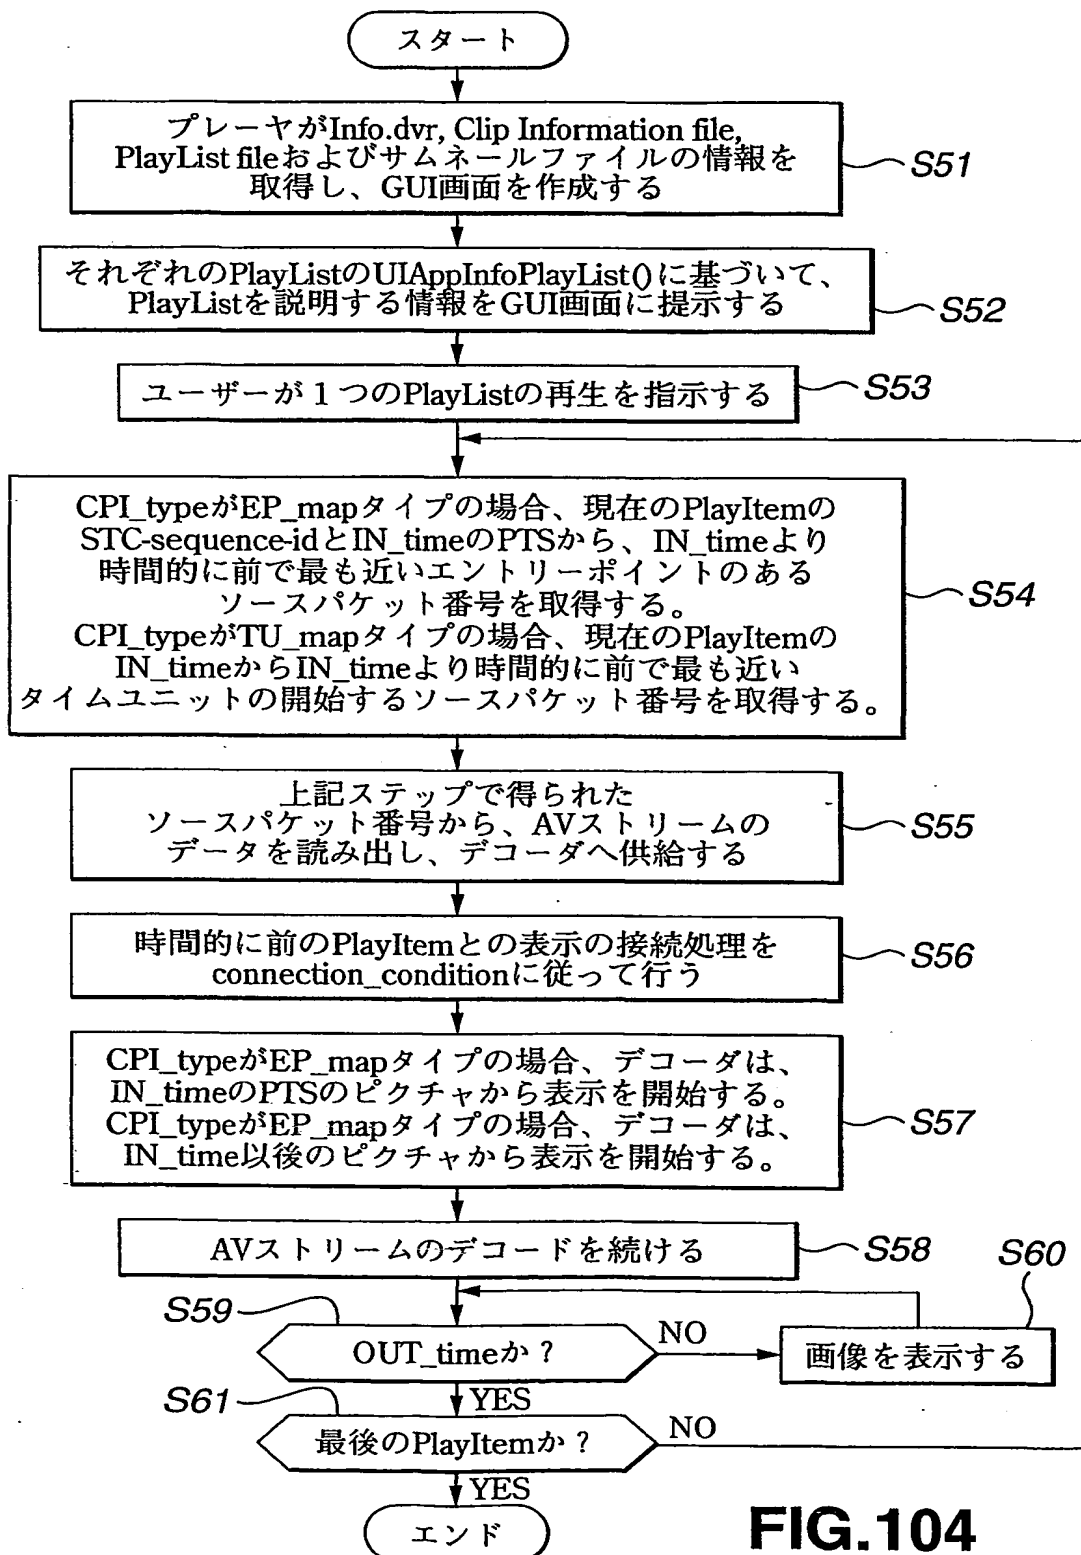 スタート
プレーヤがInfo.dvr, Clip Information file,
PlayList fileおよびサムネールファイルの情報を
取得し、GUI画面を作成する
S51
それぞれのPlayListのUIAppInfoPlayList()に基づいて、
PlayListを説明する情報をGUI画面に提示する
S52
ユーザーが1つのPlayListの再生を指示する
S53
CPI_typeがEP_mapタイプの場合、現在のPlayItemの
STC-sequence-idとIN_timeのPTSから、IN_timeより
時間的に前で最も近いエントリーポイントのある
ソースパケット番号を取得する。
CPI_typeがTU_mapタイプの場合、現在のPlayItemの
IN_timeからIN_timeより時間的に前で最も近い
タイムユニットの開始するソースパケット番号を取得する。
S54
上記ステップで得られた
ソースパケット番号から、AVストリームの
データを読み出し、デコーダへ供給する
S55
時間的に前のPlayItemとの表示の接続処理を
connection_conditionに従って行う
S56
CPI_typeがEP_mapタイプの場合、デコーダは、
IN_timeのPTSのピクチャから表示を開始する。
CPI_typeがEP_mapタイプの場合、デコーダは、
IN_time以後のピクチャから表示を開始する。
S57
AVストリームのデコードを続ける
S58
S59
OUT_timeか?
NO
S60
画像を表示する
YES
S61
最後のPlayItemか?
NO
YES
エンド
FIG.104